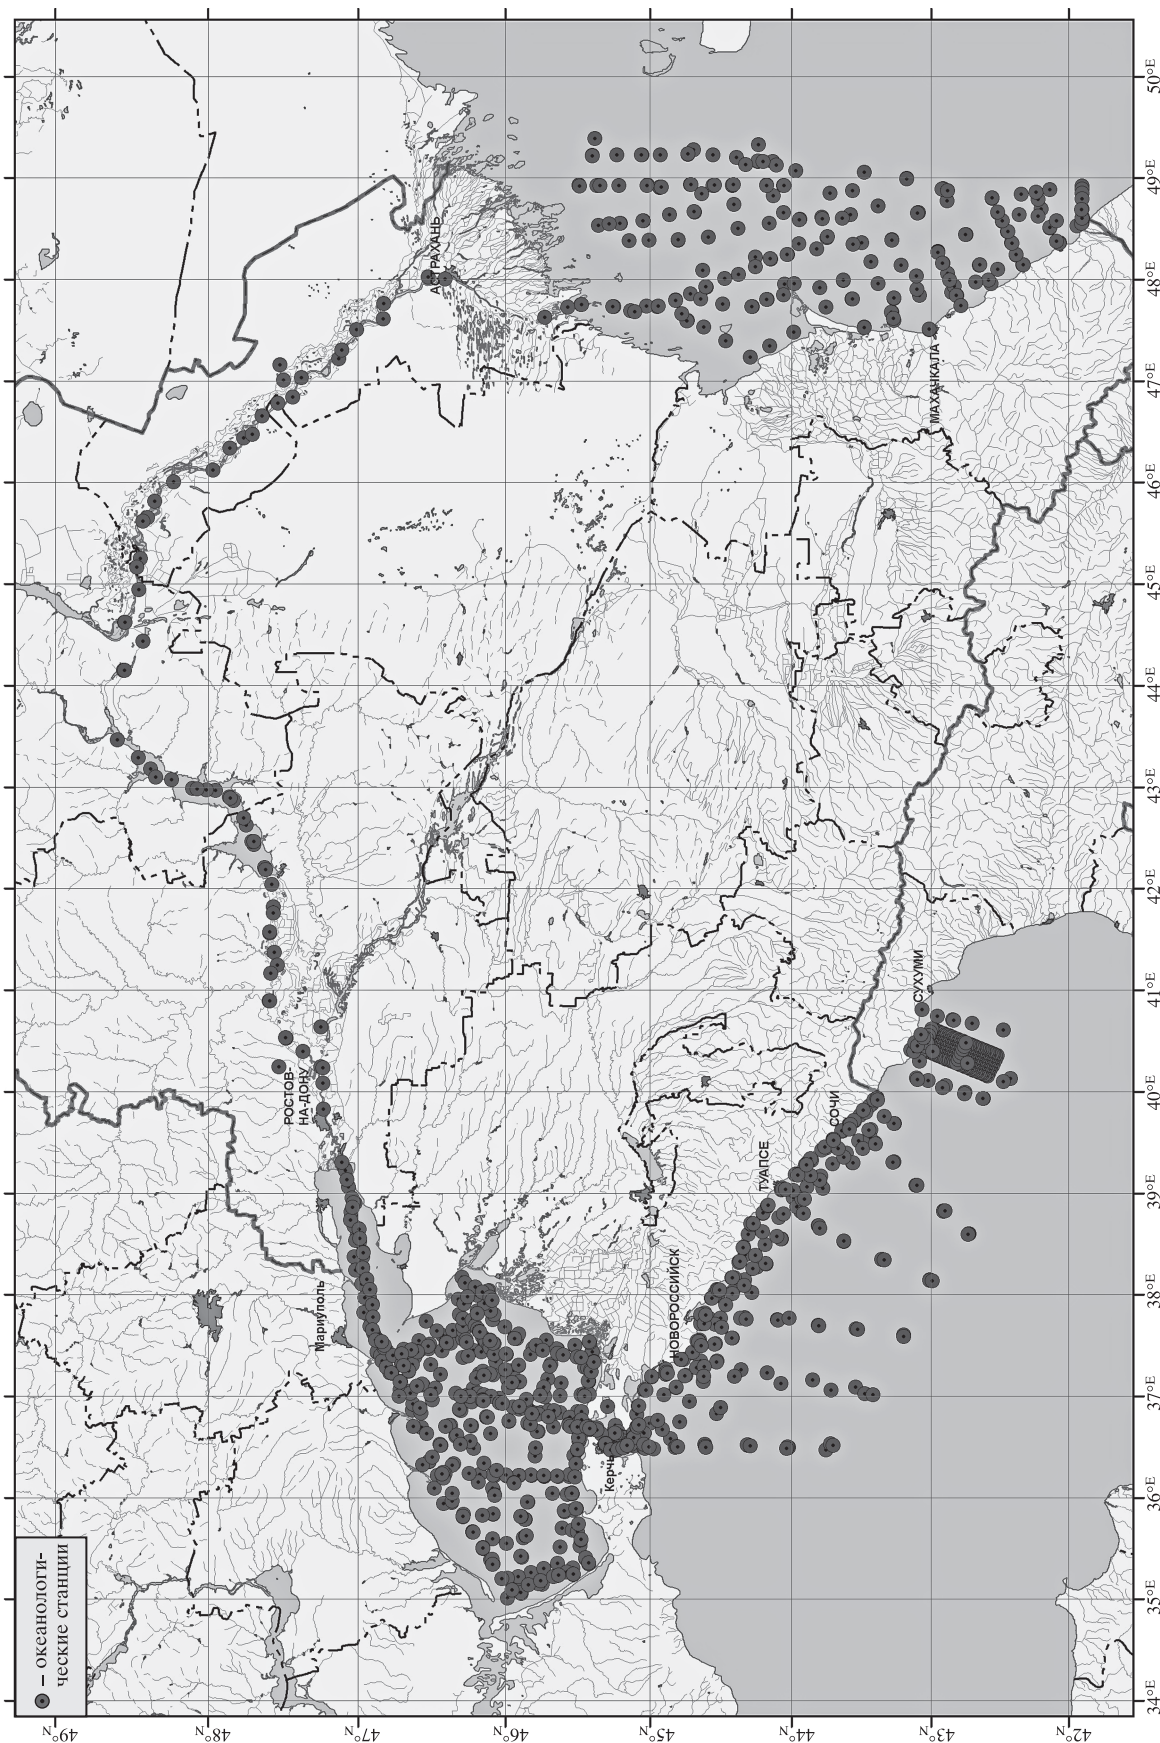 – океанологи-
ческие станции
49°N
48°N
47°N
46°N
45°N
44°N
43°N
42°N
34°E
35°E
36°E
37°E
38°E
39°E
40°E
41°E
42°E
43°E
44°E
45°E
46°E
47°E
48°E
49°E
50°E
Мариуполь
РОСТОВ-
НА-ДОНУ
АСТРАХАНЬ
Керчь
НОВОРОССИЙСК
ТУАПСЕ
СОЧИ
СУХУМИ
МАХАЧКАЛА